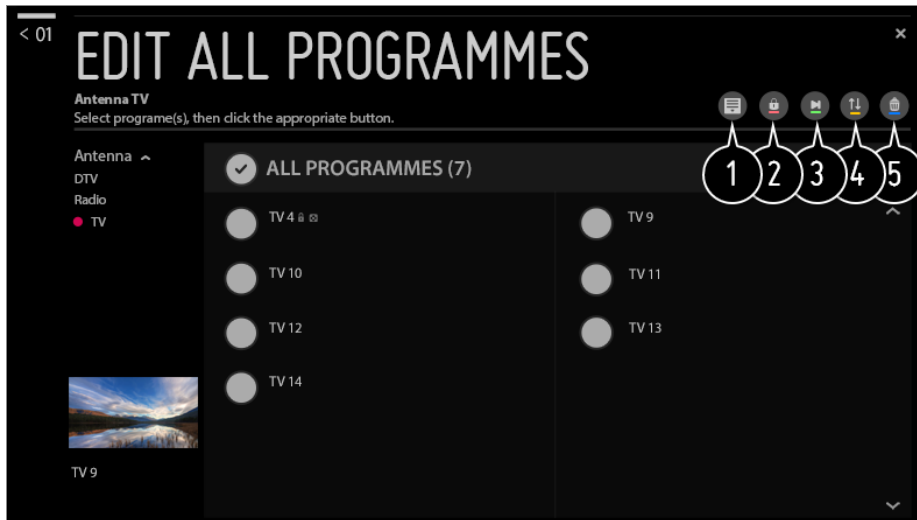 < 01
EDIT ALL PROGRAMMES
×
Antenna TV
Select programe(s), then click the appropriate button.
1 2 3 4 5
Antenna
DTV
Radio
TV
ALL PROGRAMMES (7)
TV 4
TV 9
TV 10
TV 11
TV 12
TV 13
TV 14
TV 9